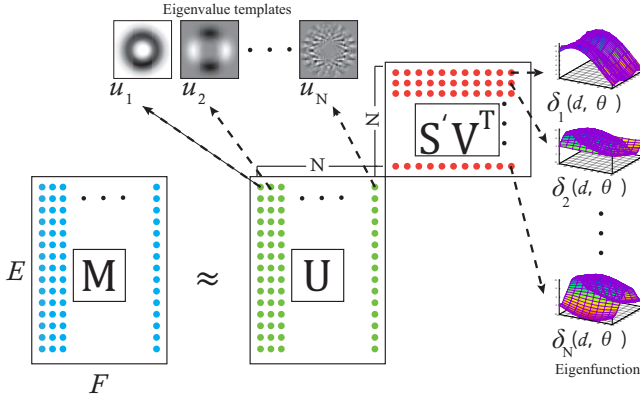 Eigenvalue templates
u1 u2 uN
δ1(d, θ)
N
S′VT
N
δ2(d, θ)
E
M ≈ U
δN(d, θ)
F
Eigenfunction